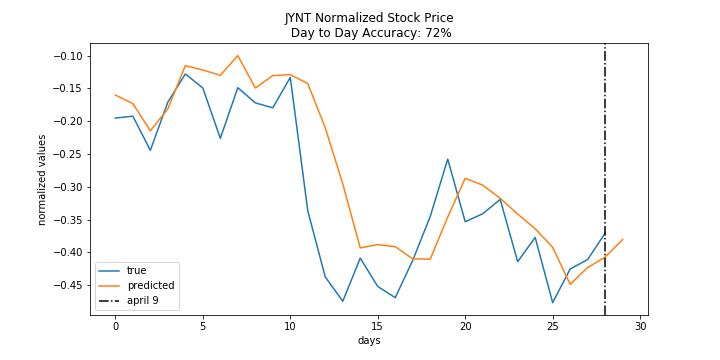 JYNT Normalized Stock Price
Day to Day Accuracy: 72%
−0.10
−0.15
−0.20
−0.25
−0.30
−0.35
−0.40
−0.45
normalized values
true
predicted
april 9
0 5 10 15 20 25 30
days